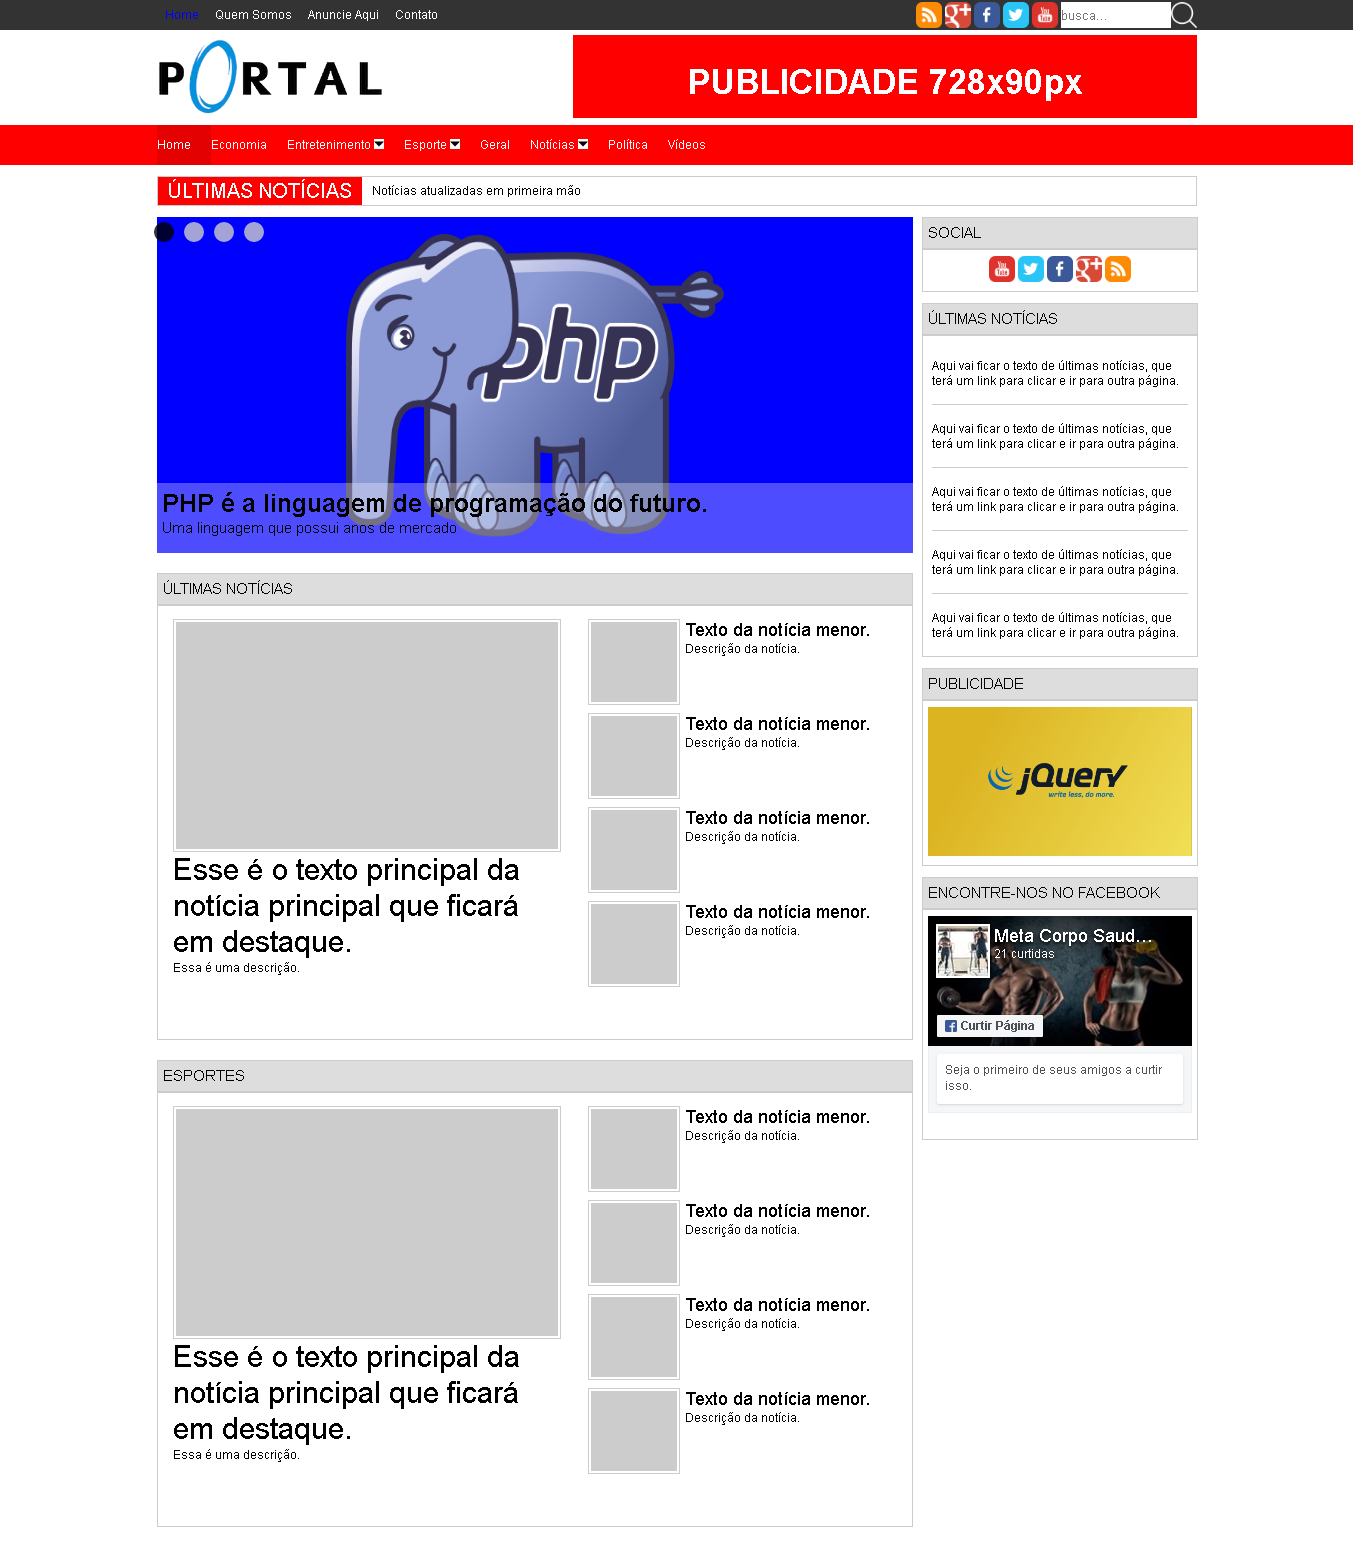 Home Quem Somos Anuncie Aqui Contato
busca...
PORTAL
PUBLICIDADE 728x90px
Home Economia Entretenimento Esporte Geral Notícias Política Vídeos
ÚLTIMAS NOTÍCIAS Notícias atualizadas em primeira mão
php
PHP é a linguagem de programação do futuro.
Uma linguagem que possui anos de mercado
ÚLTIMAS NOTÍCIAS
Esse é o texto principal da
notícia principal que ficará
em destaque.
Essa é uma descrição.
Texto da notícia menor.
Descrição da notícia.
Texto da notícia menor.
Descrição da notícia.
Texto da notícia menor.
Descrição da notícia.
Texto da notícia menor.
Descrição da notícia.
ESPORTES
Esse é o texto principal da
notícia principal que ficará
em destaque.
Essa é uma descrição.
Texto da notícia menor.
Descrição da notícia.
Texto da notícia menor.
Descrição da notícia.
Texto da notícia menor.
Descrição da notícia.
Texto da notícia menor.
Descrição da notícia.
SOCIAL
ÚLTIMAS NOTÍCIAS
Aqui vai ficar o texto de últimas notícias, que
terá um link para clicar e ir para outra página.
Aqui vai ficar o texto de últimas notícias, que
terá um link para clicar e ir para outra página.
Aqui vai ficar o texto de últimas notícias, que
terá um link para clicar e ir para outra página.
Aqui vai ficar o texto de últimas notícias, que
terá um link para clicar e ir para outra página.
Aqui vai ficar o texto de últimas notícias, que
terá um link para clicar e ir para outra página.
PUBLICIDADE
jQuery
write less, do more.
ENCONTRE-NOS NO FACEBOOK
Meta Corpo Saud...
21 curtidas
Curtir Página
Seja o primeiro de seus amigos a curtir
isso.